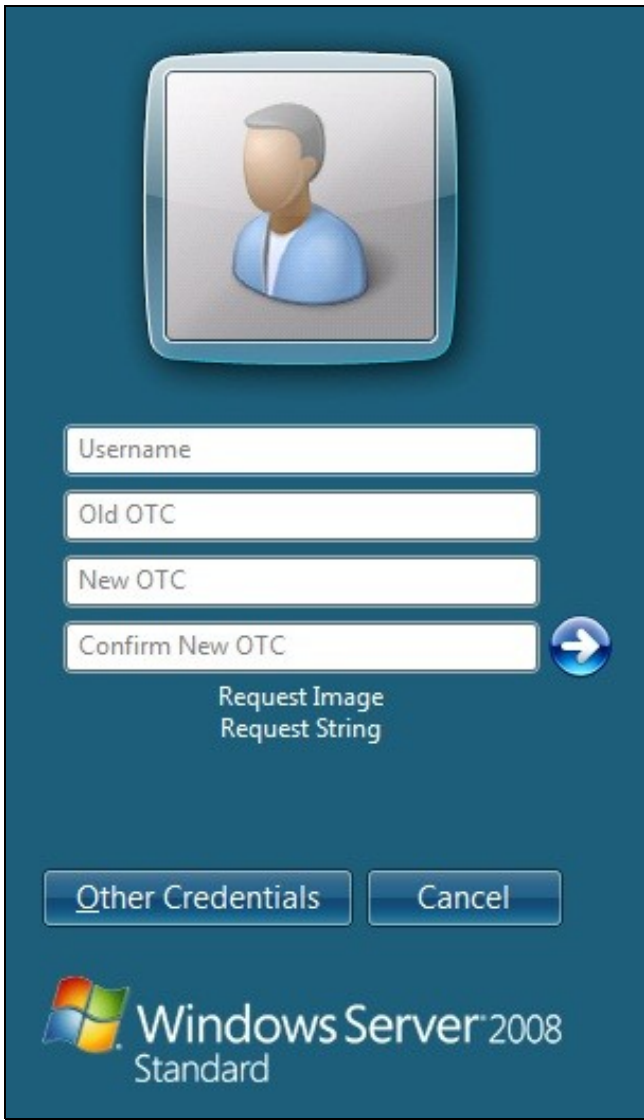 Username
Old OTC
New OTC
Confirm New OTC
Request Image
Request String
Other Credentials
Cancel
Windows Server 2008
Standard